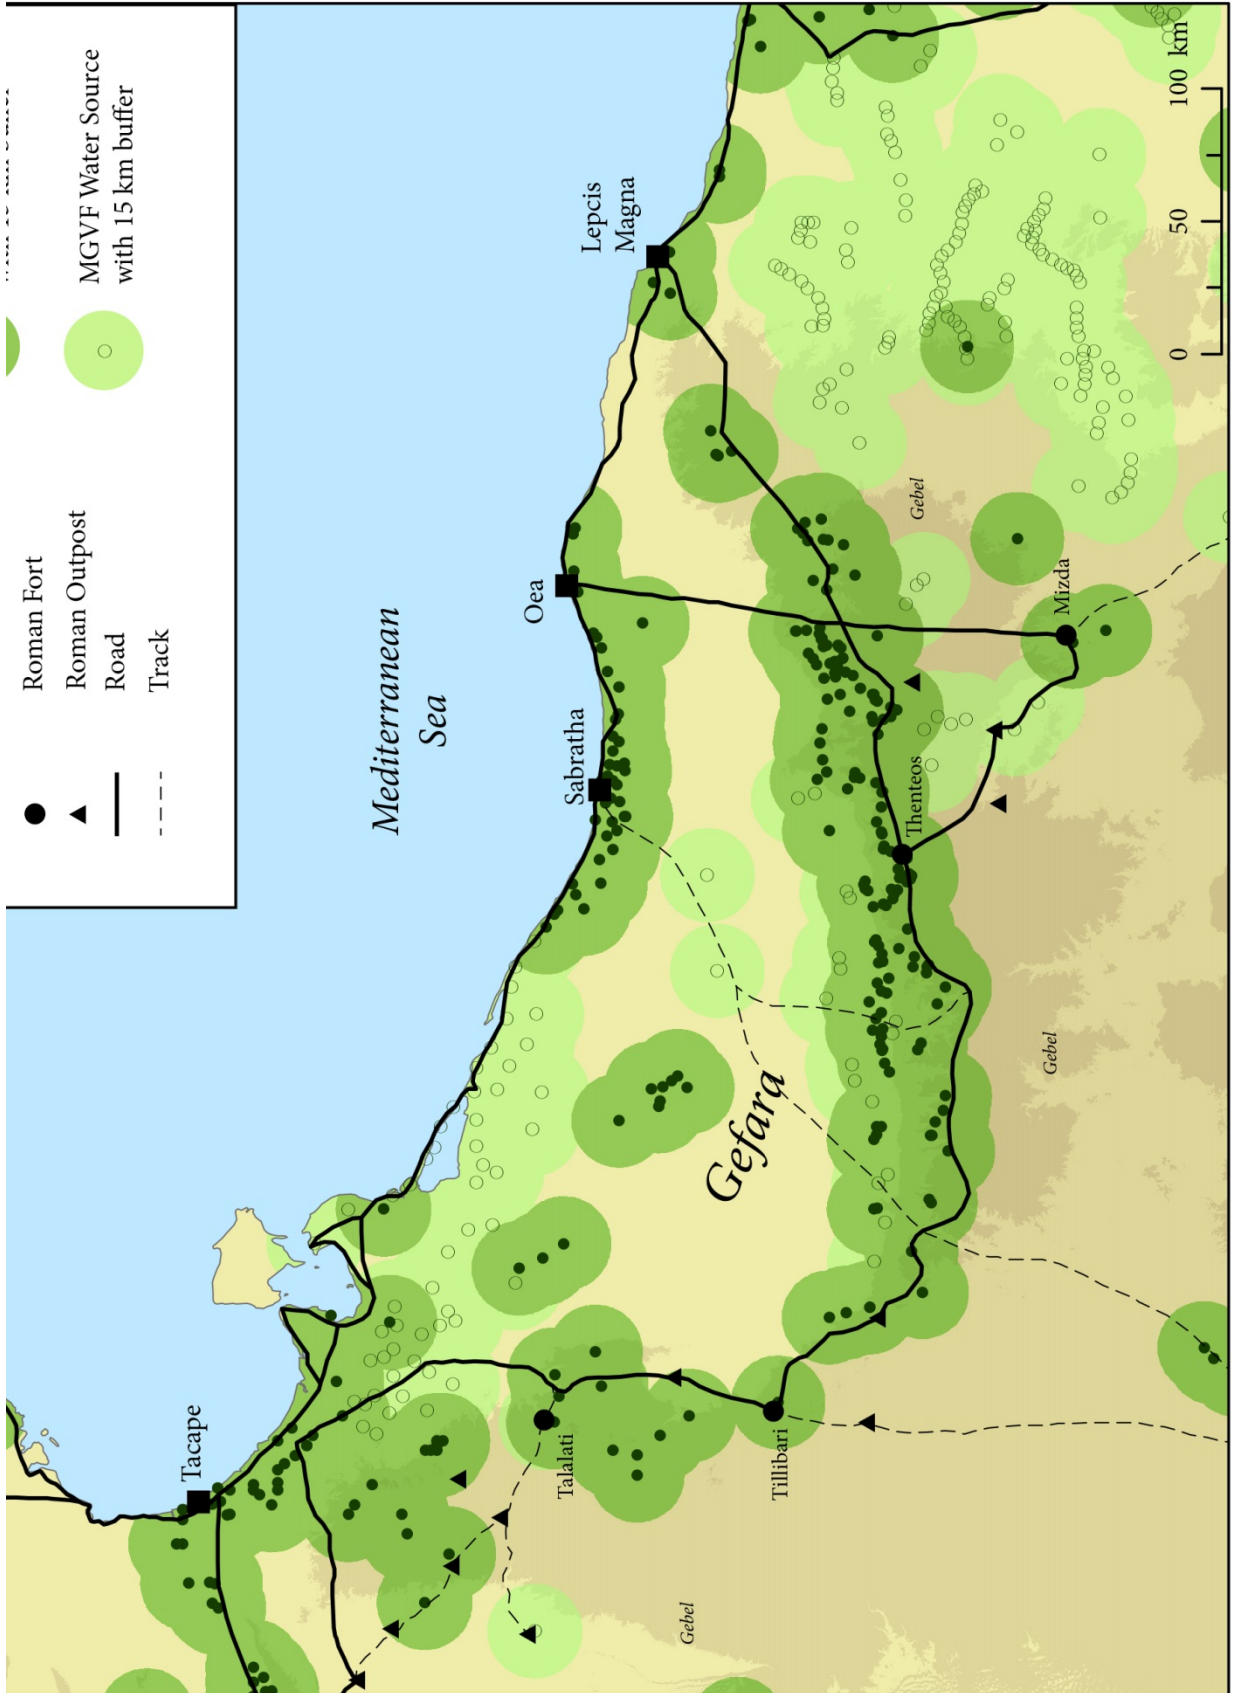 Roman Fort
Roman Outpost
Road
Track
MGVF Water Source
with 15 km buffer
Mediterranean
Sea
Lepcis
Magna
Oea
Sabratha
Tacape
Gefara
Talalati
Tillibari
Thenteos
Mizda
Gebel
Gebel
Gebel
0
50
100 km